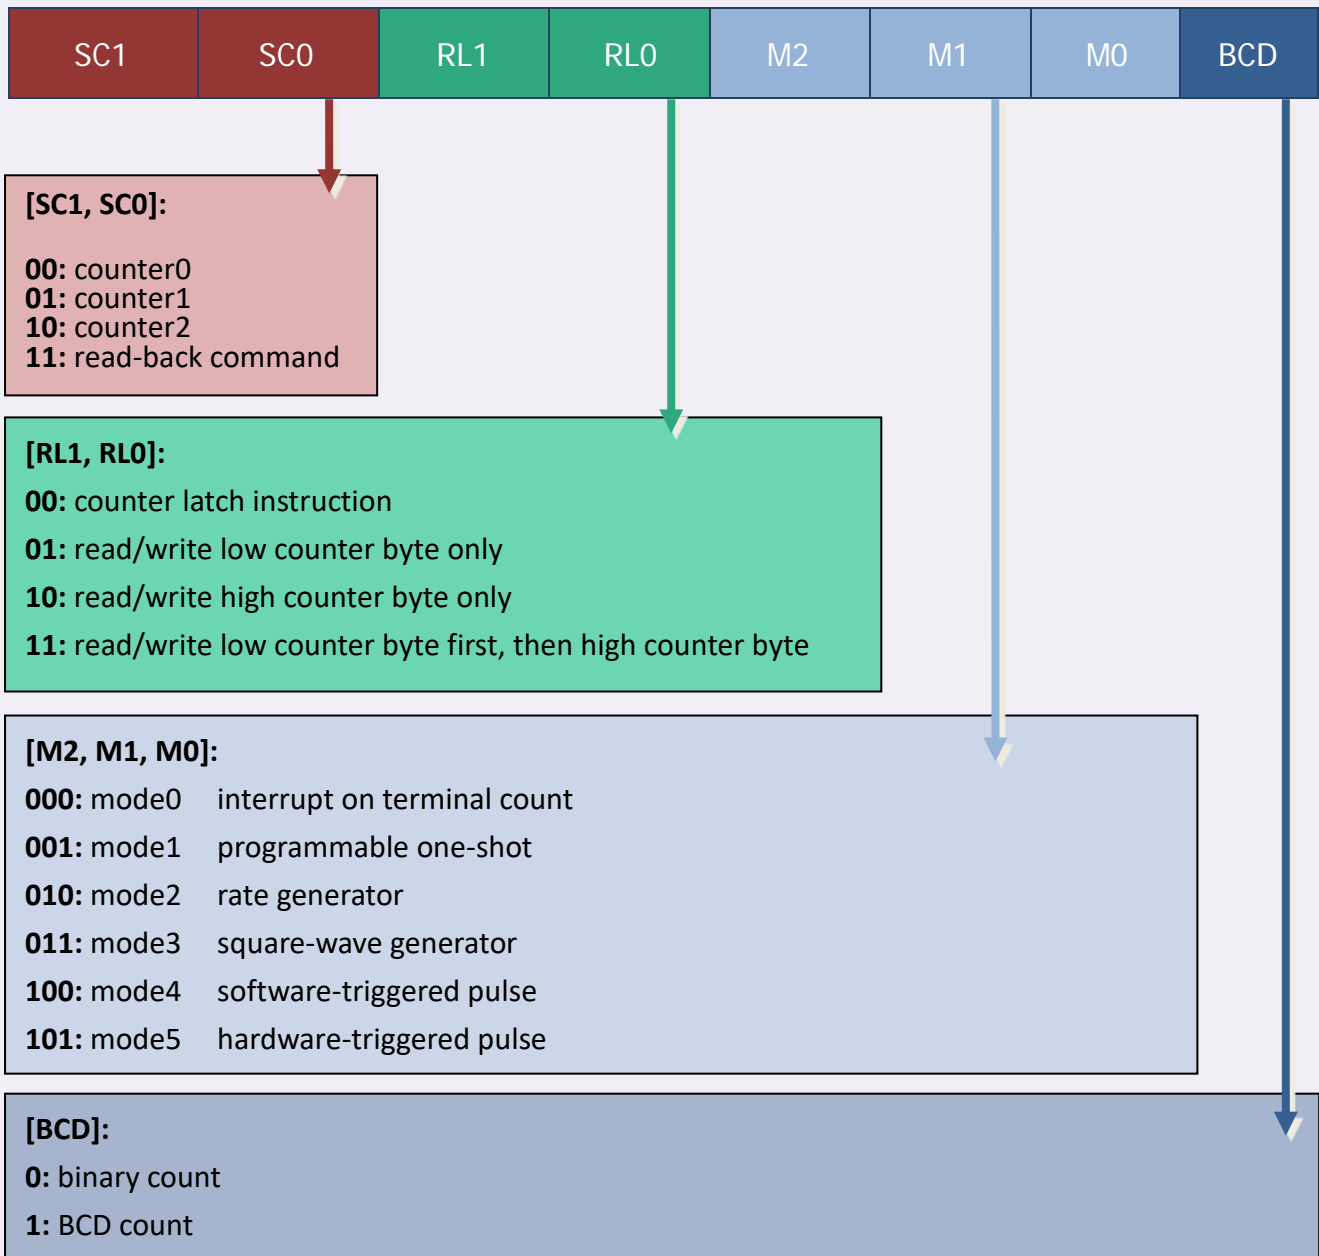 SC1 SC0 RL1 RL0 M2 M1 M0 BCD
[SC1, SC0]:
00: counter0
01: counter1
10: counter2
11: read-back command
[RL1, RL0]:
00: counter latch instruction
01: read/write low counter byte only
10: read/write high counter byte only
11: read/write low counter byte first, then high counter byte
[M2, M1, M0]:
000: mode0 interrupt on terminal count
001: mode1 programmable one-shot
010: mode2 rate generator
011: mode3 square-wave generator
100: mode4 software-triggered pulse
101: mode5 hardware-triggered pulse
[BCD]:
0: binary count
1: BCD count